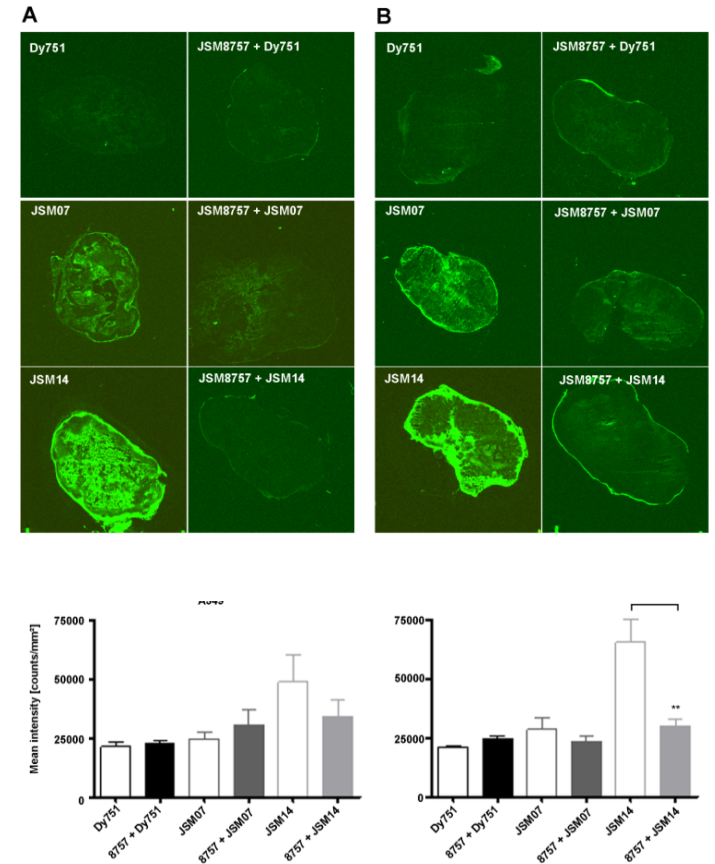 A
B
Dy751
JSM8757 + Dy751
Dy751
JSM8757 + Dy751
JSM07
JSM8757 + JSM07
JSM07
JSM8757 + JSM07
JSM14
JSM8757 + JSM14
JSM14
JSM8757 + JSM14
Mean intensity [counts/mm²]
75000
50000
25000
0
Dy751
8757 + Dy751
JSM07
8757 + JSM07
JSM14
8757 + JSM14
75000
50000
25000
0
**
Dy751
8757 + Dy751
JSM07
8757 + JSM07
JSM14
8757 + JSM14